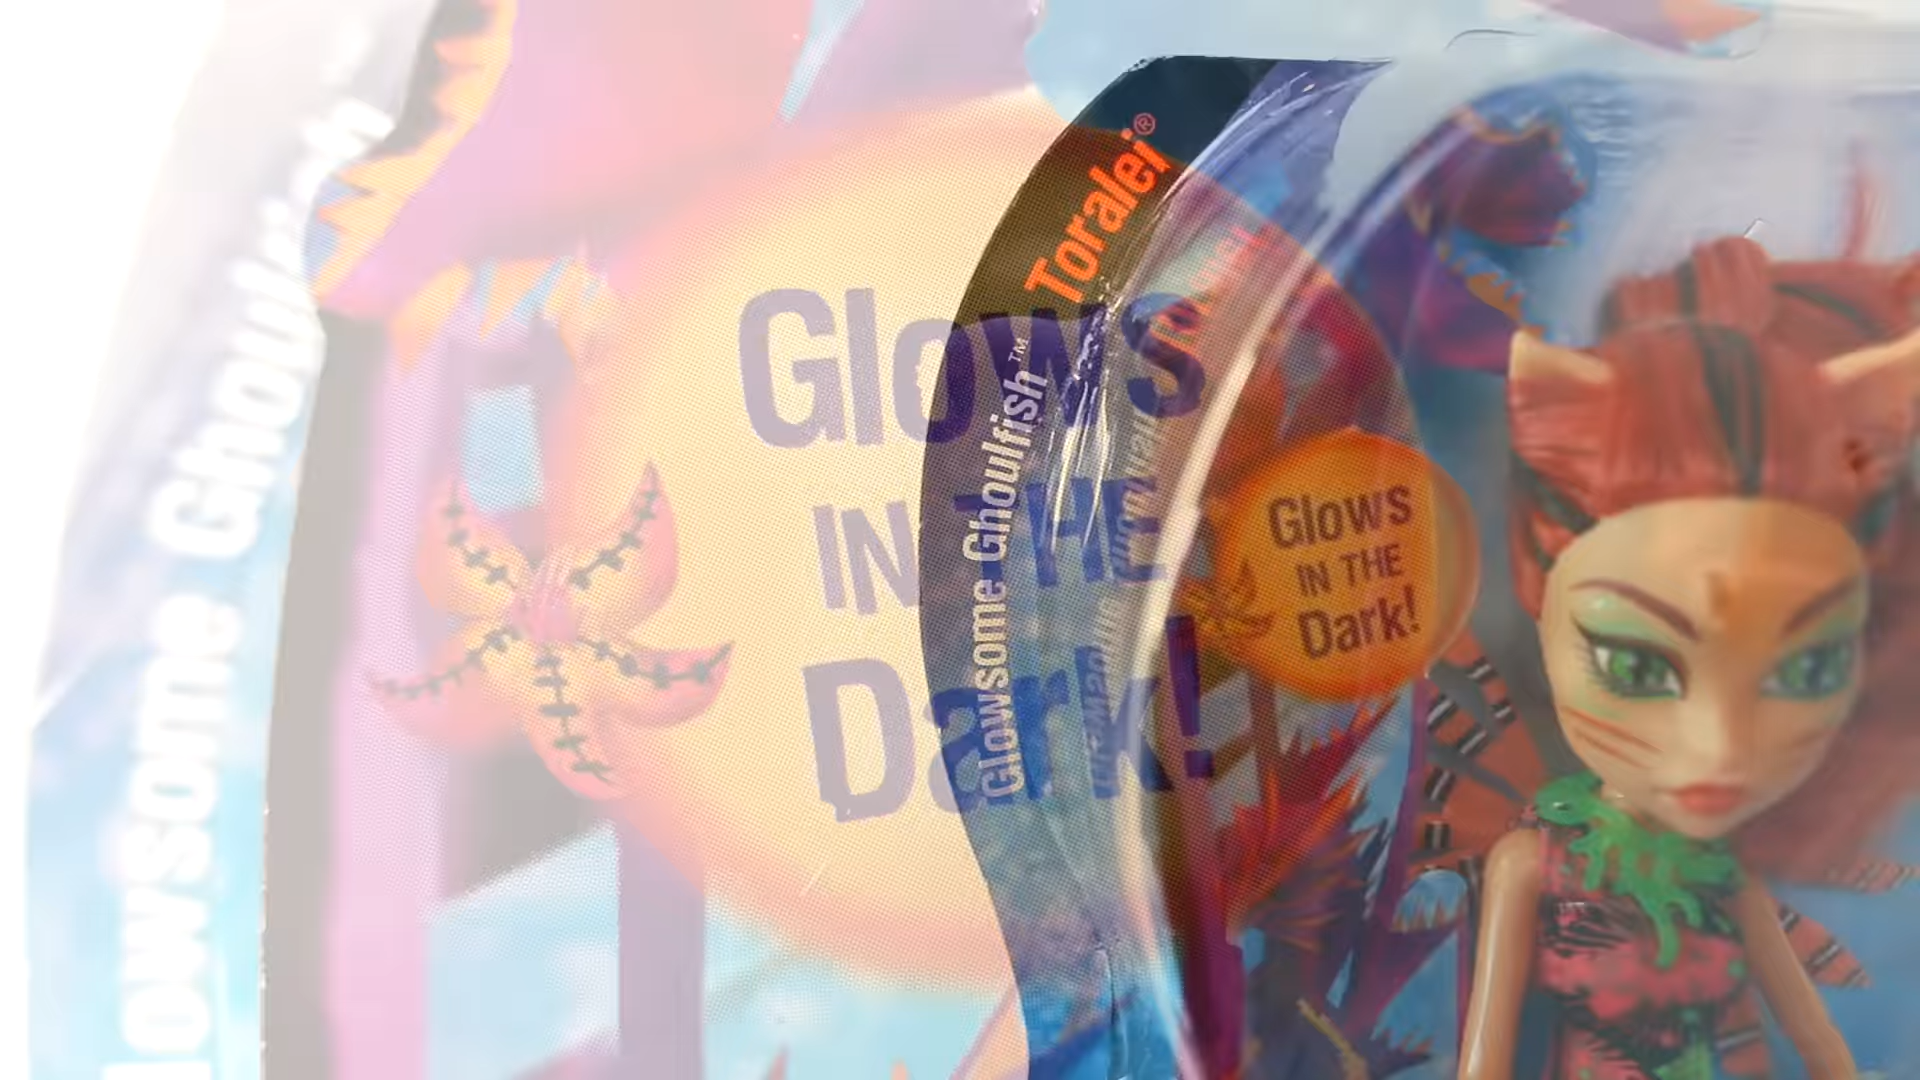 Glowsome Ghoulfish
Glows
IN THE
Dark!
Toralei®
Glowsome Ghoulfish™
Glows
IN THE
Dark!